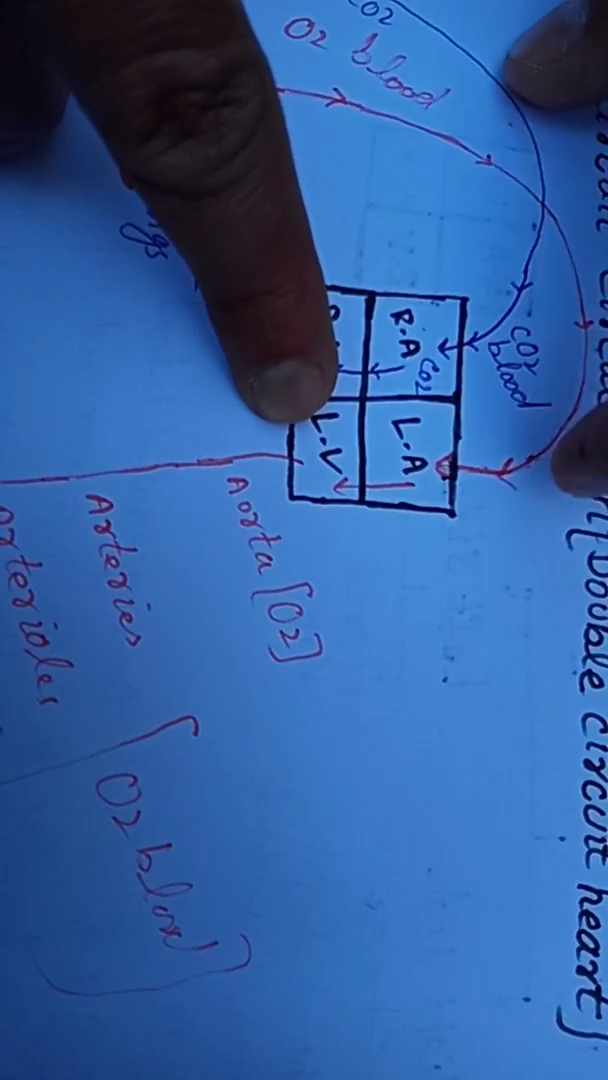 [Double circuit heart]
CO2
O2 blood
CO2
blood
R.A
CO2
L.A
L.V
Aorta [O2]
Arteries
arterioles
[O2 blood]